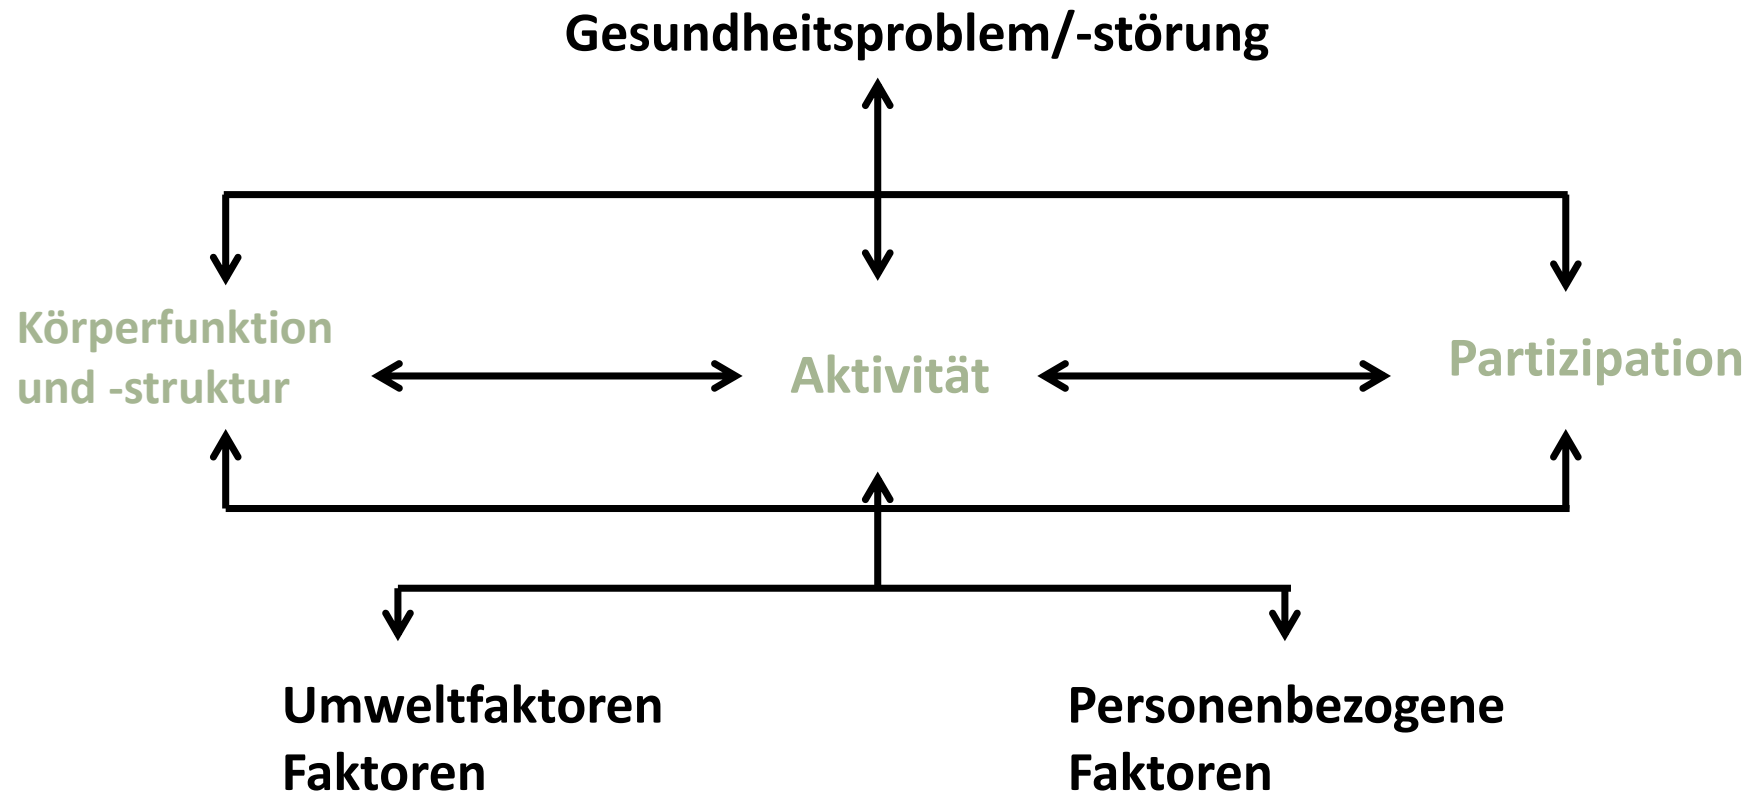 Gesundheitsproblem/-störung
Körperfunktion
und -struktur
Aktivität
Partizipation
Umweltfaktoren
Faktoren
Personenbezogene
Faktoren